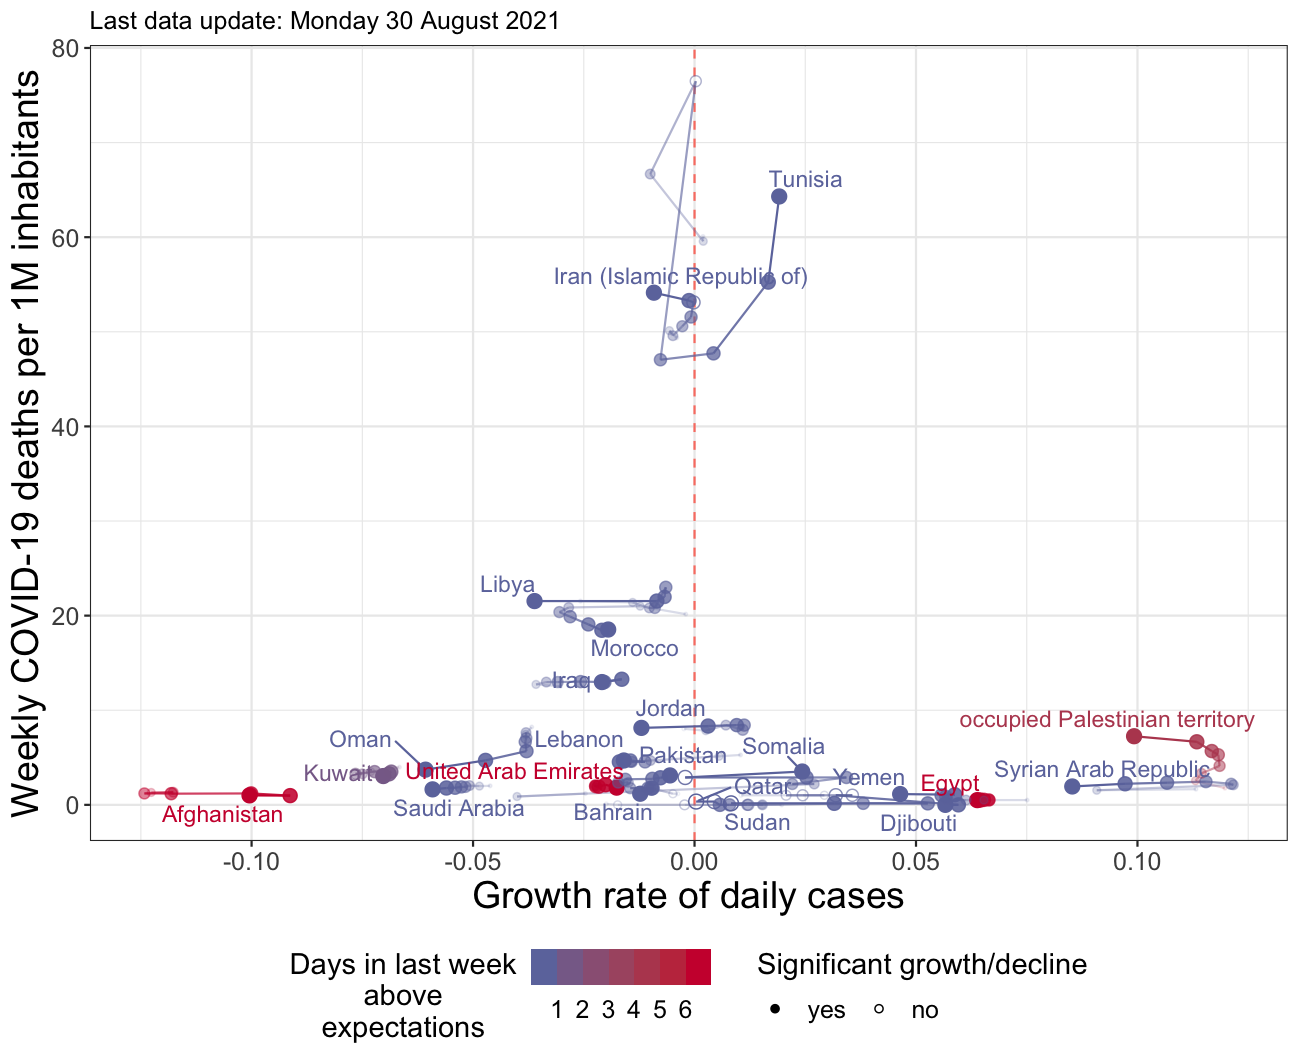 Last data update: Monday 30 August 2021
Weekly COVID-19 deaths per 1M inhabitants
80
60
40
20
0
Tunisia
Iran (Islamic Republic of)
Libya
Morocco
Iraq
Jordan
occupied Palestinian territory
Oman
Lebanon
Somalia
Pakistan
Kuwait
United Arab Emirates
Yemen
Syrian Arab Republic
Qatar
Egypt
Saudi Arabia
Afghanistan
Bahrain
Sudan
Djibouti
-0.10
-0.05
0.00
0.05
0.10
Growth rate of daily cases
Days in last week
above
expectations
1 2 3 4 5 6
Significant growth/decline
yes
no